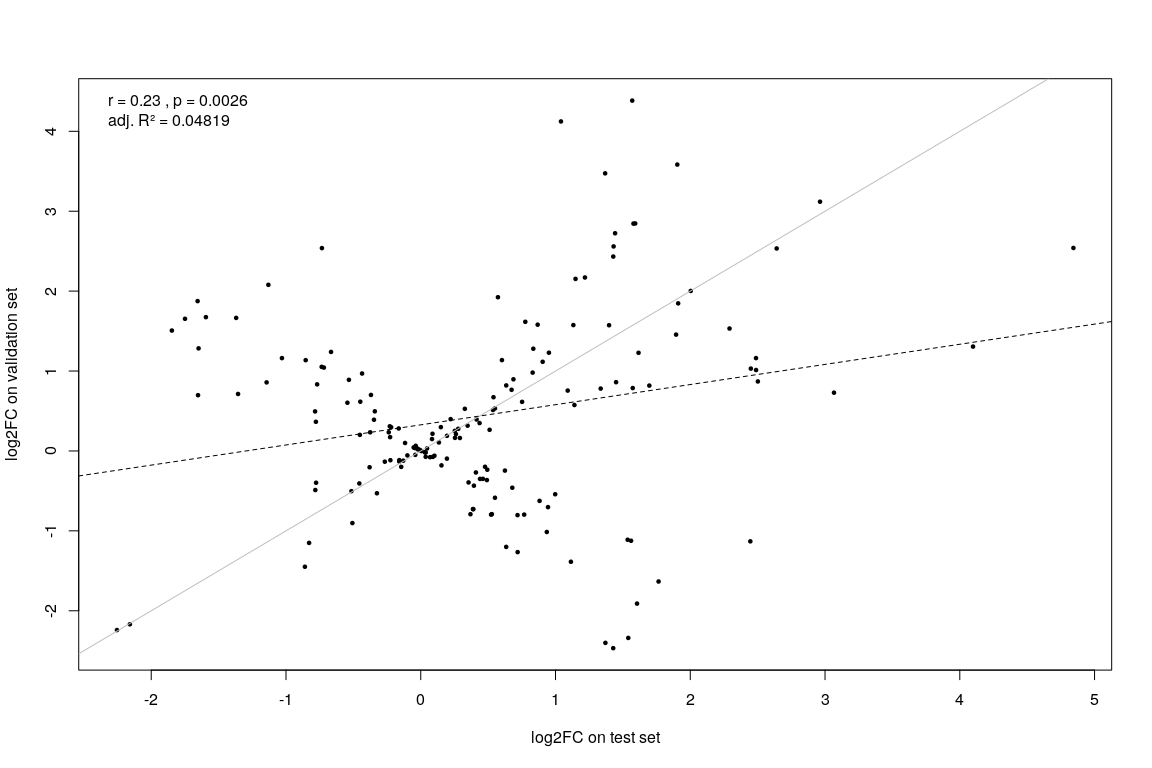 r = 0.23 , p = 0.0026
adj. R² = 0.04819
4
3
2
1
0
-1
-2
log2FC on validation set
-2 -1 0 1 2 3 4 5
log2FC on test set